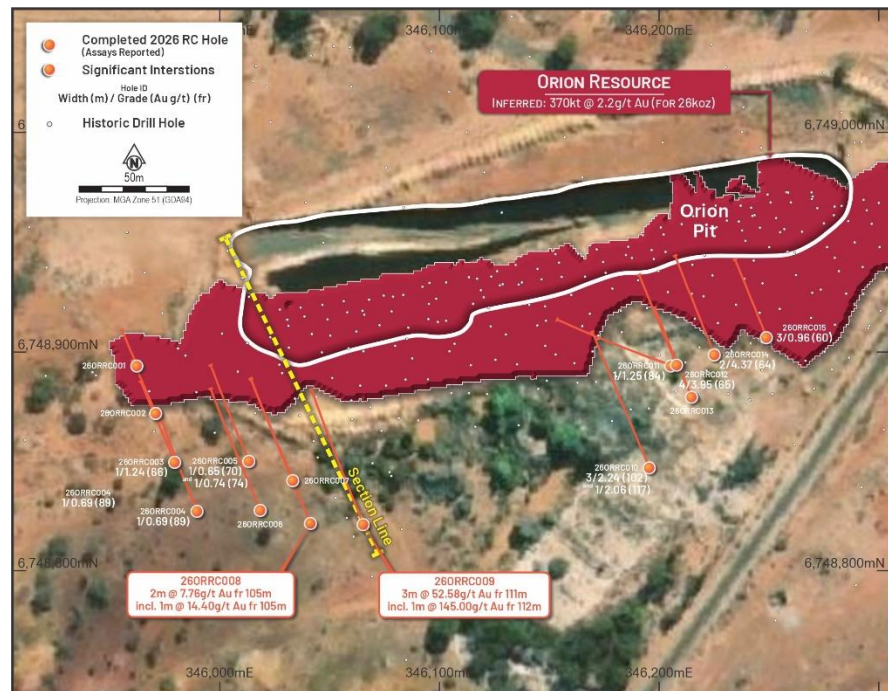 346,000mE
346,100mE
346,200mE
Completed 2026 RC Hole
(Assays Reported)
Significant Interstions
Hole ID
Width (m) / Grade (Au g/t) (fr)
Historic Drill Hole
N
50m
Projection: MGA Zone 51 (GDA94)
ORION RESOURCE
INFERRED: 370kt @ 2.2g/t Au (FOR 26koz)
6,749,000mN
Orion
Pit
6,748,900mN
26ORRC015
3/0.96 (60)
26ORRC014
2/4.37 (64)
26ORRC001
26ORRC011
1/1.25 (84)
26ORRC012
4/3.95 (65)
26ORRC013
26ORRC002
26ORRC003
1/1.24 (66)
26ORRC005
1/0.65 (70)
and
1/0.74 (74)
26ORRC007
26ORRC010
3/2.24 (102)
and
1/2.06 (117)
Section Line
26ORRC004
1/0.69 (89)
26ORRC004
1/0.69 (89)
26ORRC006
6,748,800mN
26ORRC008
2m @ 7.76g/t Au fr 105m
incl. 1m @ 14.40g/t Au fr 105m
26ORRC009
3m @ 52.58g/t Au fr 111m
incl. 1m @ 145.00g/t Au fr 112m
346,000mE
346,100mE
346,200mE